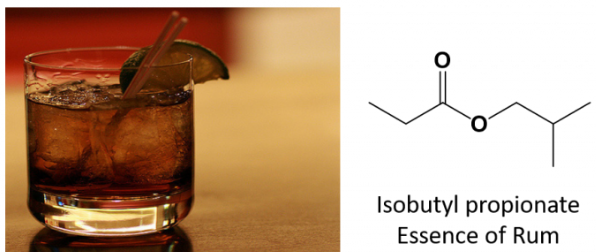 O
O
Isobutyl propionate
Essence of Rum